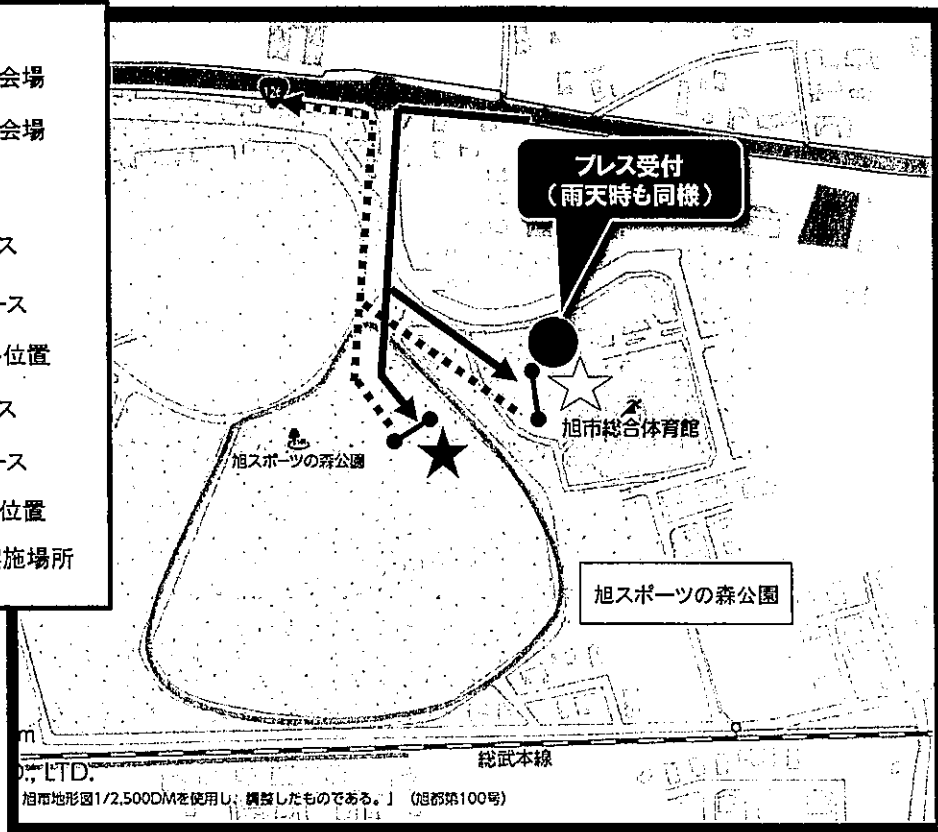 会場
会場
ス
ース
位置
ス
ース
位置
施場所
126
プレス受付
（雨天時も同様）
旭市総合体育館
旭スポーツの森公園
旭スポーツの森公園
総武本線
m
O., LTD.
旭市地形図1/2,500DMを使用し、調整したものである。」 (旭都第100号)